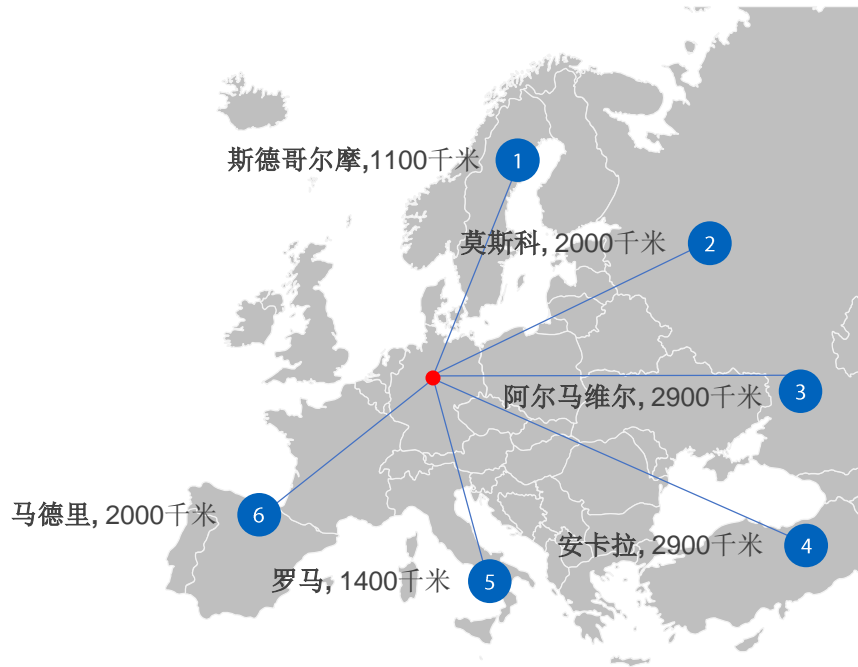 斯德哥尔摩,1100千米 1
莫斯科, 2000千米 2
阿尔马维尔, 2900千米 3
马德里, 2000千米 6
安卡拉, 2900千米 4
罗马, 1400千米 5